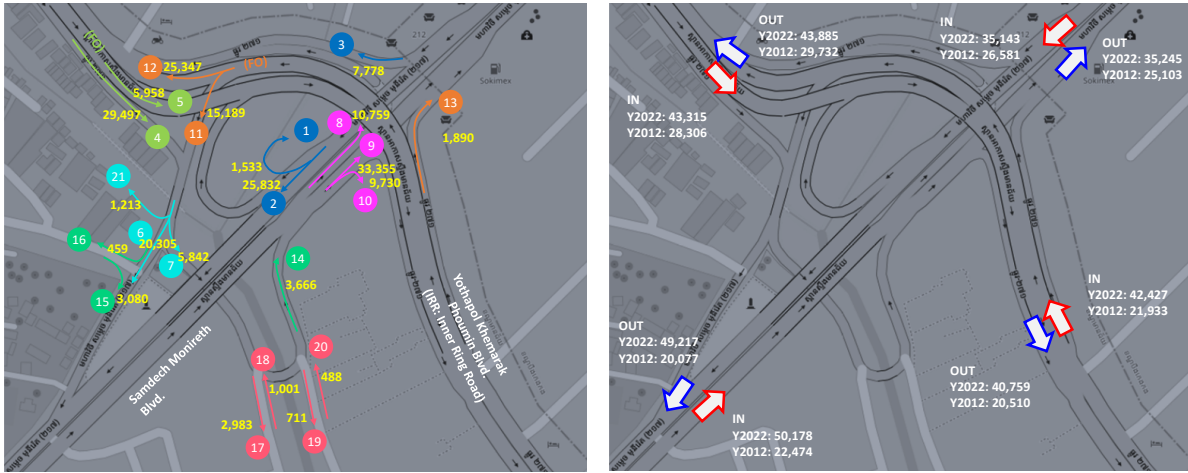 (FO)
3
212
7,778
Sokimex
12
25,347
(FO)
5,958
5
29,497
4
11
15,189
8
10,759
13
1
9
1,890
1,533
33,355
25,832
9,730
2
10
21
1,213
16
6
20,305
459
7
5,842
15
3,080
14
3,666
Samdech Monireth
Blvd.
Yothapol Khemarak
Phoumin Blvd.
(IRR: Inner Ring Road)
18
20
1,001
488
2,983
711
17
19
OUT
Y2022: 43,885
Y2012: 29,732
IN
Y2022: 35,143
Y2012: 26,581
212
OUT
Y2022: 35,245
Y2012: 25,103
Sokimex
IN
Y2022: 43,315
Y2012: 28,306
IN
Y2022: 42,427
Y2012: 21,933
OUT
Y2022: 49,217
Y2012: 20,077
OUT
Y2022: 40,759
Y2012: 20,510
IN
Y2022: 50,178
Y2012: 22,474